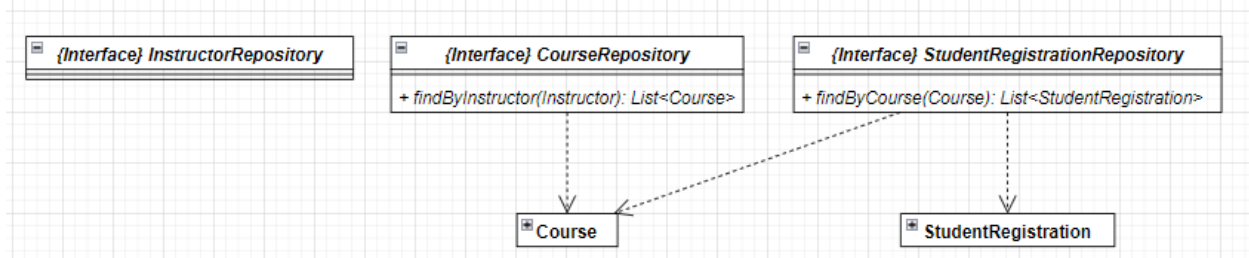 {Interface} InstructorRepository
{Interface} CourseRepository
+ findByInstructor(Instructor): List<Course>
{Interface} StudentRegistrationRepository
+ findByCourse(Course): List<StudentRegistration>
Course
StudentRegistration